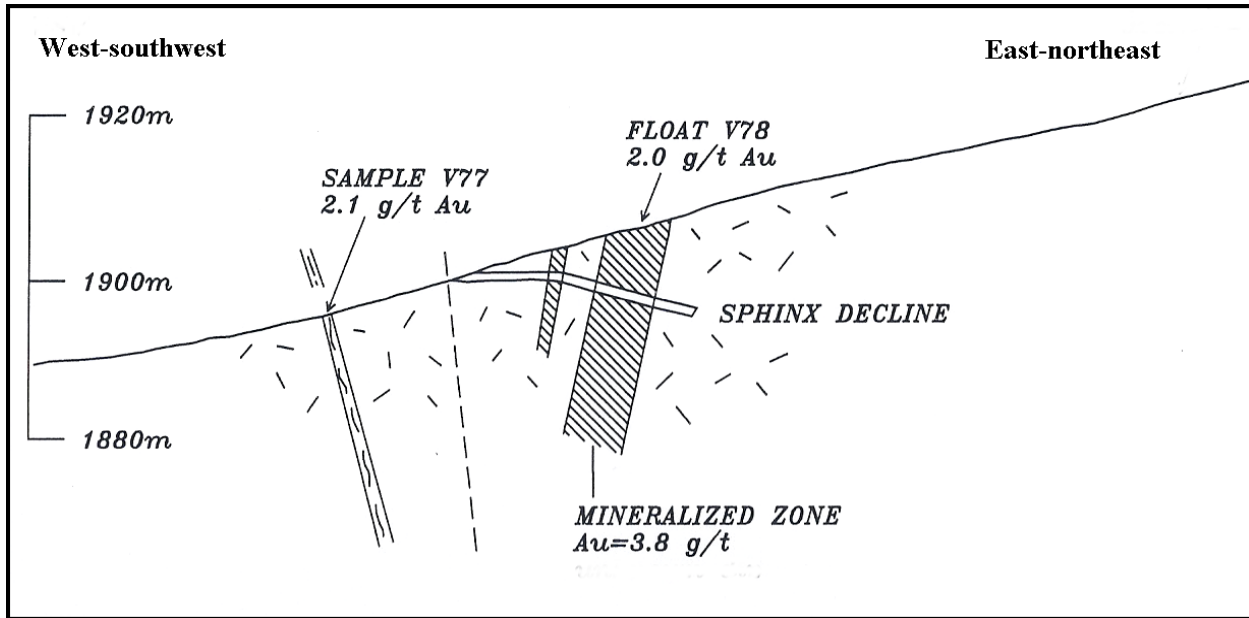 West-southwest
East-northeast
1920m
FLOAT V78
2.0 g/t Au
SAMPLE V77
2.1 g/t Au
1900m
SPHINX DECLINE
1880m
MINERALIZED ZONE
Au=3.8 g/t